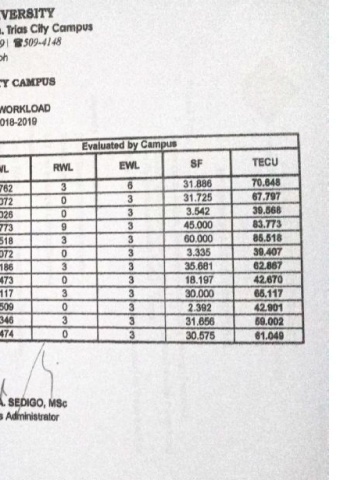 VERSITY
. Trias City Campus
9| ☎509-4148
ph
TY CAMPUS
WORKLOAD
018-2019
Evaluated by Campus
WL RWL EWL SF TECU
762 3 6 31.886 70.648
072 0 3 31.725 67.797
026 0 3 3.542 39.568
773 9 3 45.000 83.773
518 3 3 60.000 85.518
072 0 3 3.335 39.407
186 3 3 35.681 62.867
473 0 3 18.197 42.670
117 3 3 30.000 65.117
509 0 3 2.392 42.901
346 3 3 31.656 69.002
474 0 3 30.575 61.049
. SEDIGO, MSc
s Administrator